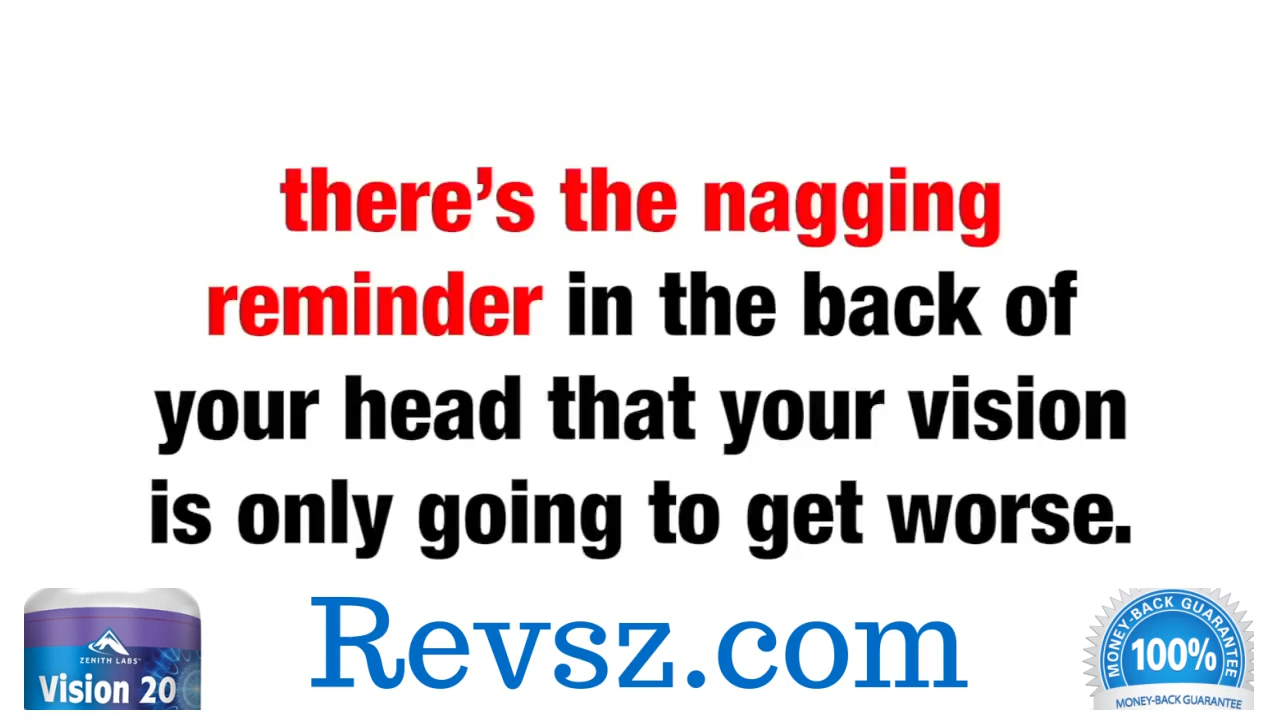 there's the nagging
reminder in the back of
your head that your vision
is only going to get worse.
ZENITH LABS™
Vision 20
Revsz.com
MONEY-BACK GUARANTEE
100%
MONEY-BACK GUARANTEE